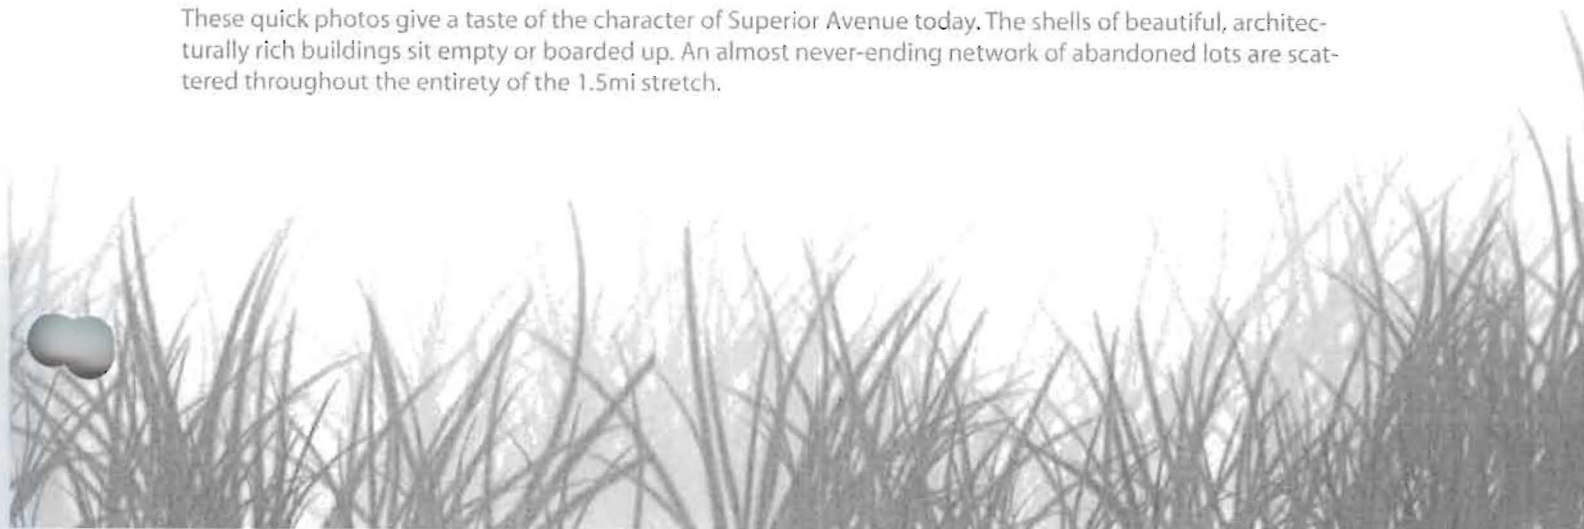 These quick photos give a taste of the character of Superior Avenue today. The shells of beautiful, architec-
turally rich buildings sit empty or boarded up. An almost never-ending network of abandoned lots are scat-
tered throughout the entirety of the 1.5mi stretch.